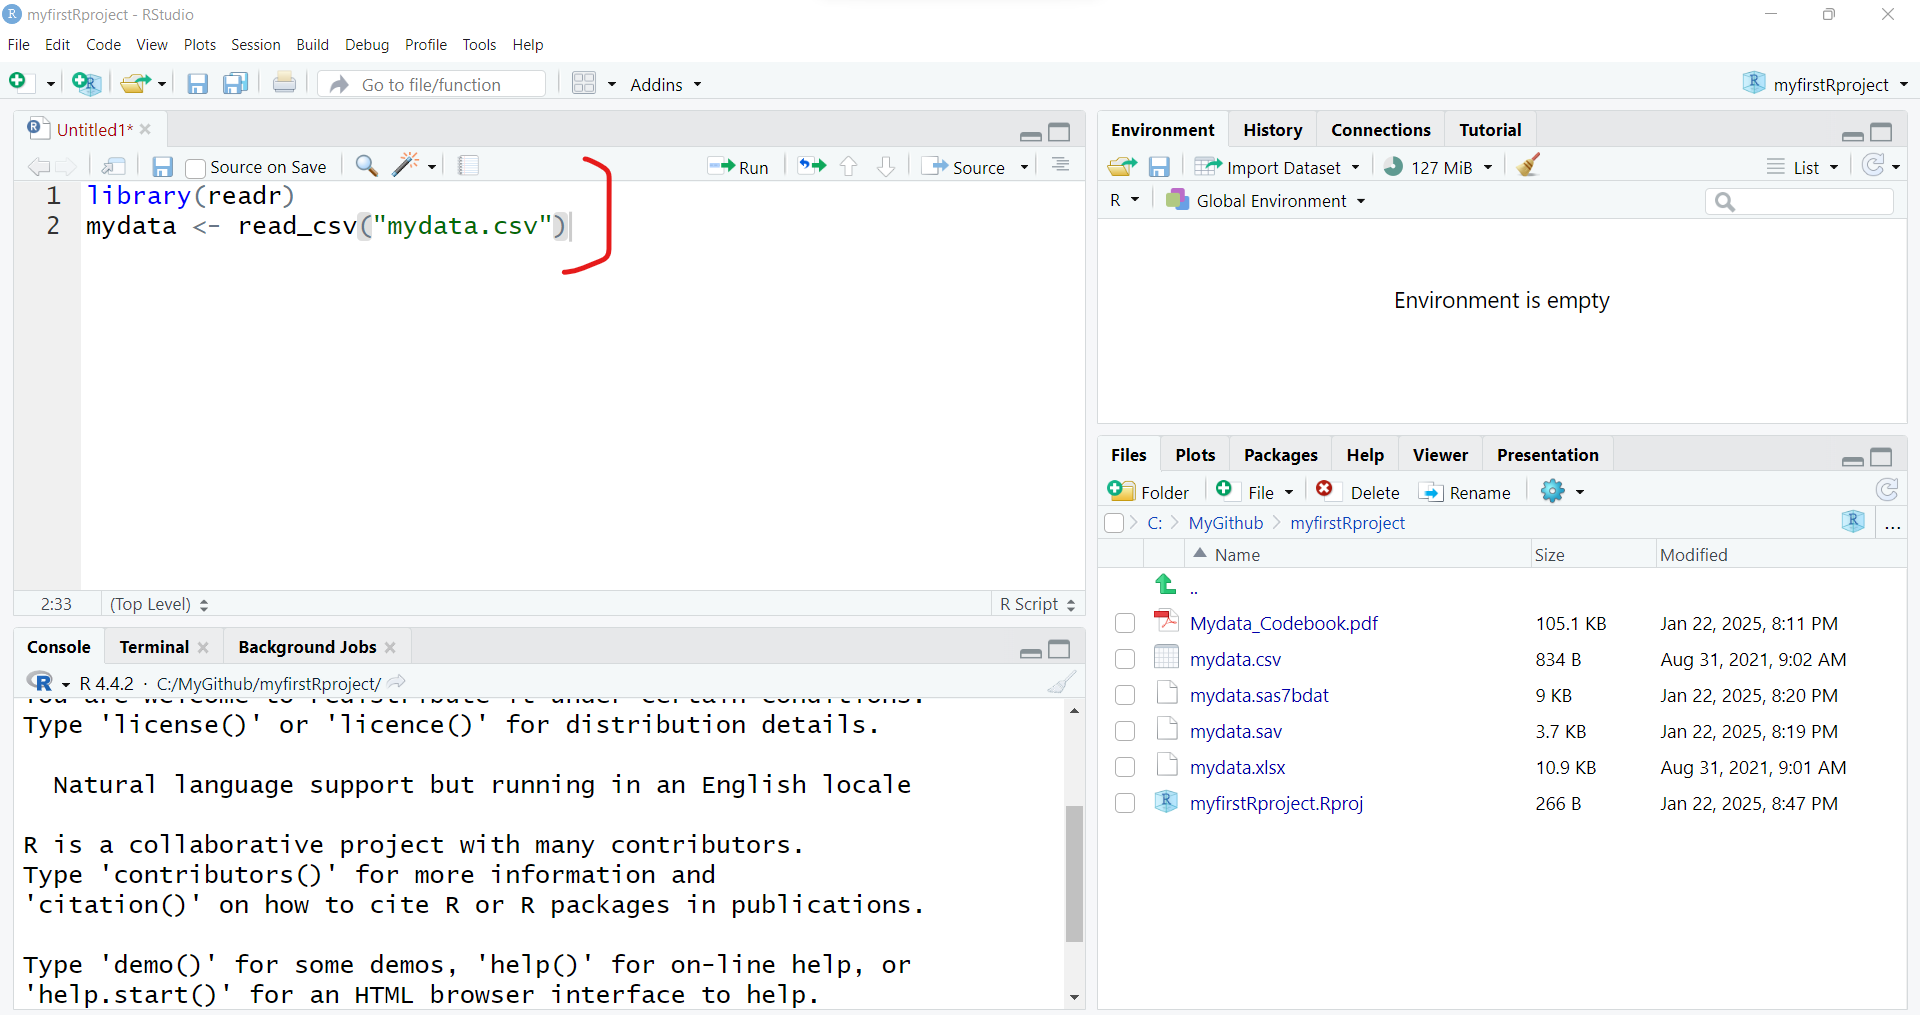 myfirstRproject - RStudio
File Edit Code View Plots Session Build Debug Profile Tools Help
Go to file/function Addins myfirstRproject
Untitled1*
Source on Save Run Source
1 library(readr)
2 mydata <- read_csv("mydata.csv")
2:33 (Top Level) R Script
Console Terminal Background Jobs
R 4.4.2 · C:/MyGithub/myfirstRproject/
You are welcome to redistribute it under certain conditions.
Type 'license()' or 'licence()' for distribution details.
Natural language support but running in an English locale
R is a collaborative project with many contributors.
Type 'contributors()' for more information and
'citation()' on how to cite R or R packages in publications.
Type 'demo()' for some demos, 'help()' for on-line help, or
'help.start()' for an HTML browser interface to help.
Environment History Connections Tutorial
Import Dataset 127 MiB List
R Global Environment
Environment is empty
Files Plots Packages Help Viewer Presentation
Folder File Delete Rename
C: MyGithub myfirstRproject ...
Name Size Modified
..
Mydata_Codebook.pdf 105.1 KB Jan 22, 2025, 8:11 PM
mydata.csv 834 B Aug 31, 2021, 9:02 AM
mydata.sas7bdat 9 KB Jan 22, 2025, 8:20 PM
mydata.sav 3.7 KB Jan 22, 2025, 8:19 PM
mydata.xlsx 10.9 KB Aug 31, 2021, 9:01 AM
myfirstRproject.Rproj 266 B Jan 22, 2025, 8:47 PM